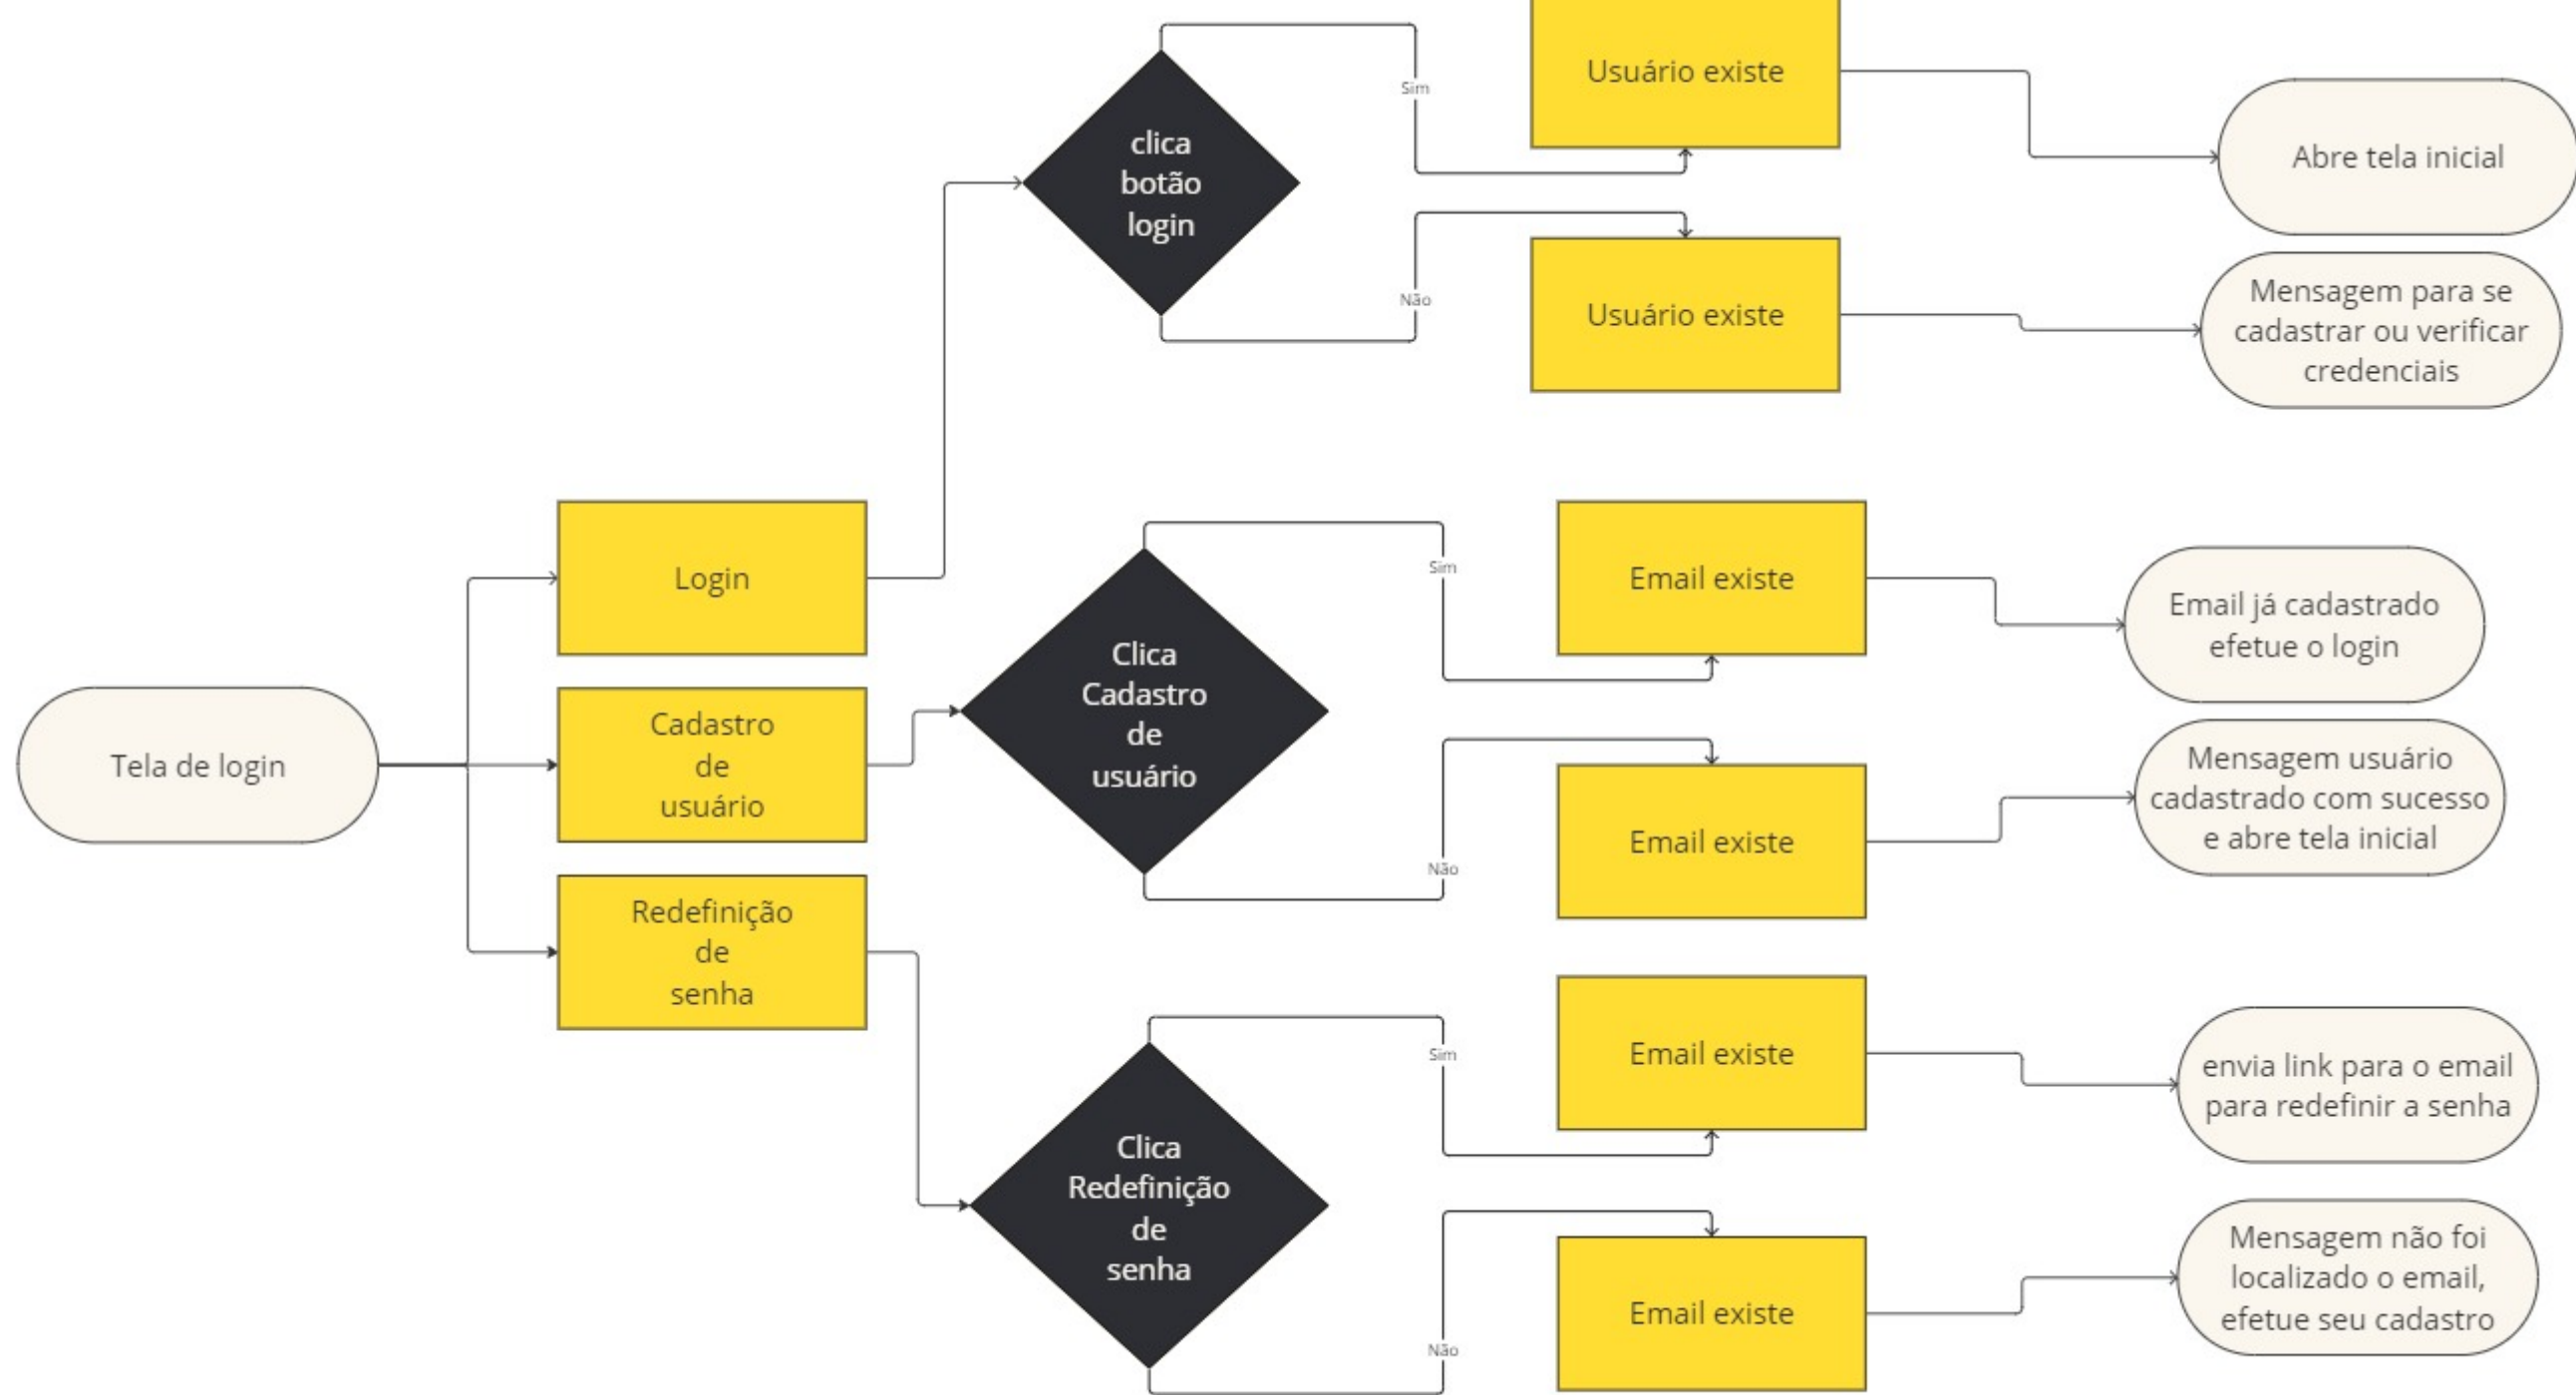 Tela de login
Login
Cadastro
de
usuário
Redefinição
de
senha
clica
botão
login
Sim
Não
Usuário existe
Usuário existe
Abre tela inicial
Mensagem para se
cadastrar ou verificar
credenciais
Clica
Cadastro
de
usuário
Sim
Não
Email existe
Email existe
Email já cadastrado
efetue o login
Mensagem usuário
cadastrado com sucesso
e abre tela inicial
Clica
Redefinição
de
senha
Sim
Não
Email existe
Email existe
envia link para o email
para redefinir a senha
Mensagem não foi
localizado o email,
efetue seu cadastro